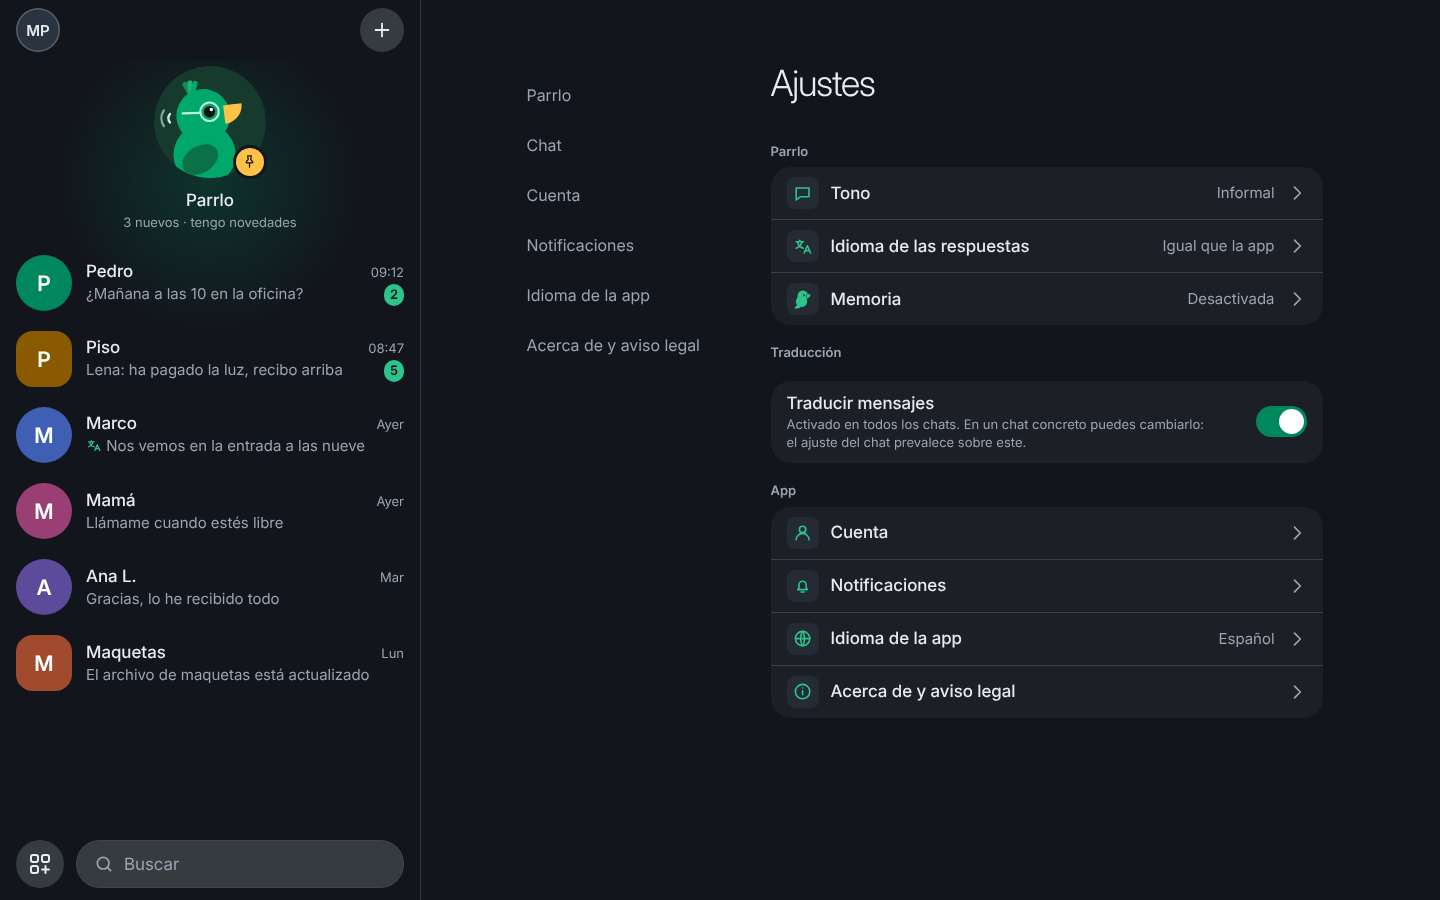 MP
Parrlo
3 nuevos · tengo novedades
P
Pedro
09:12
¿Mañana a las 10 en la oficina?
2
P
Piso
08:47
Lena: ha pagado la luz, recibo arriba
5
M
Marco
Ayer
Nos vemos en la entrada a las nueve
M
Mamá
Ayer
Llámame cuando estés libre
A
Ana L.
Mar
Gracias, lo he recibido todo
M
Maquetas
Lun
El archivo de maquetas está actualizado
Buscar
Parrlo
Chat
Cuenta
Notificaciones
Idioma de la app
Acerca de y aviso legal
Ajustes
Parrlo
Tono
Informal
Idioma de las respuestas
Igual que la app
Memoria
Desactivada
Traducción
Traducir mensajes
Activado en todos los chats. En un chat concreto puedes cambiarlo:
el ajuste del chat prevalece sobre este.
App
Cuenta
Notificaciones
Idioma de la app
Español
Acerca de y aviso legal